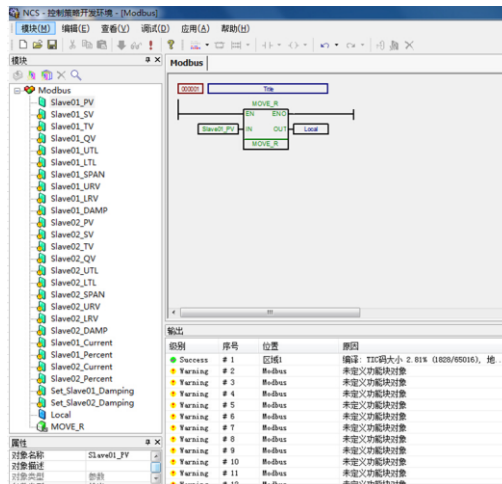 NCS - 控制策略开发环境 - [Modbus]
模块(M) 编辑(E) 查看(V) 调试(D) 应用(A) 帮助(H)
模块
Modbus
Modbus
Slave01_PV
Slave01_SV
Slave01_TV
Slave01_QV
Slave01_UTL
Slave01_LTL
Slave01_SPAN
Slave01_URV
Slave01_LRV
Slave01_DAMP
Slave02_PV
Slave02_SV
Slave02_TV
Slave02_QV
Slave02_UTL
Slave02_LTL
Slave02_SPAN
Slave02_URV
Slave02_LRV
Slave02_DAMP
Slave01_Current
Slave01_Percent
Slave02_Current
Slave02_Percent
Set_Slave01_Damping
Set_Slave02_Damping
Local
MOVE_R
属性
对象名称 Slave01_PV
对象描述
对象类型 参数
000001 Title
MOVE_R
EN ENO
Slave01_PV IN OUT Local
MOVE_R
输出
级别 序号 位置 原因
Success # 1 区域1 编译: TIC码大小 2.81% (1828/65016), 地..
Warning # 2 Modbus 未定义功能块对象
Warning # 3 Modbus 未定义功能块对象
Warning # 4 Modbus 未定义功能块对象
Warning # 5 Modbus 未定义功能块对象
Warning # 6 Modbus 未定义功能块对象
Warning # 7 Modbus 未定义功能块对象
Warning # 8 Modbus 未定义功能块对象
Warning # 9 Modbus 未定义功能块对象
Warning # 10 Modbus 未定义功能块对象
Warning # 11 Modbus 未定义功能块对象